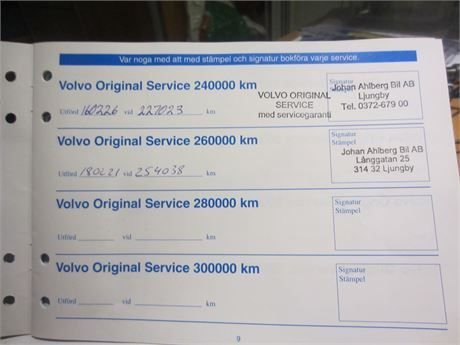 Var noga med att med stämpel och signatur bokföra varje service.
Volvo Original Service 240000 km
Utförd 160226 vid 227023 km
VOLVO ORIGINAL
SERVICE
med servicegaranti
Signatur
Stämpel
Johan Ahlberg Bil AB
Ljungby
Tel. 0372-679 00
Volvo Original Service 260000 km
Utförd 180221 vid 254038 km
Signatur
Stämpel
Johan Ahlberg Bil AB
Långgatan 25
314 32 Ljungby
Volvo Original Service 280000 km
Utförd vid km
Signatur
Stämpel
Volvo Original Service 300000 km
Utförd vid km
Signatur
Stämpel
9